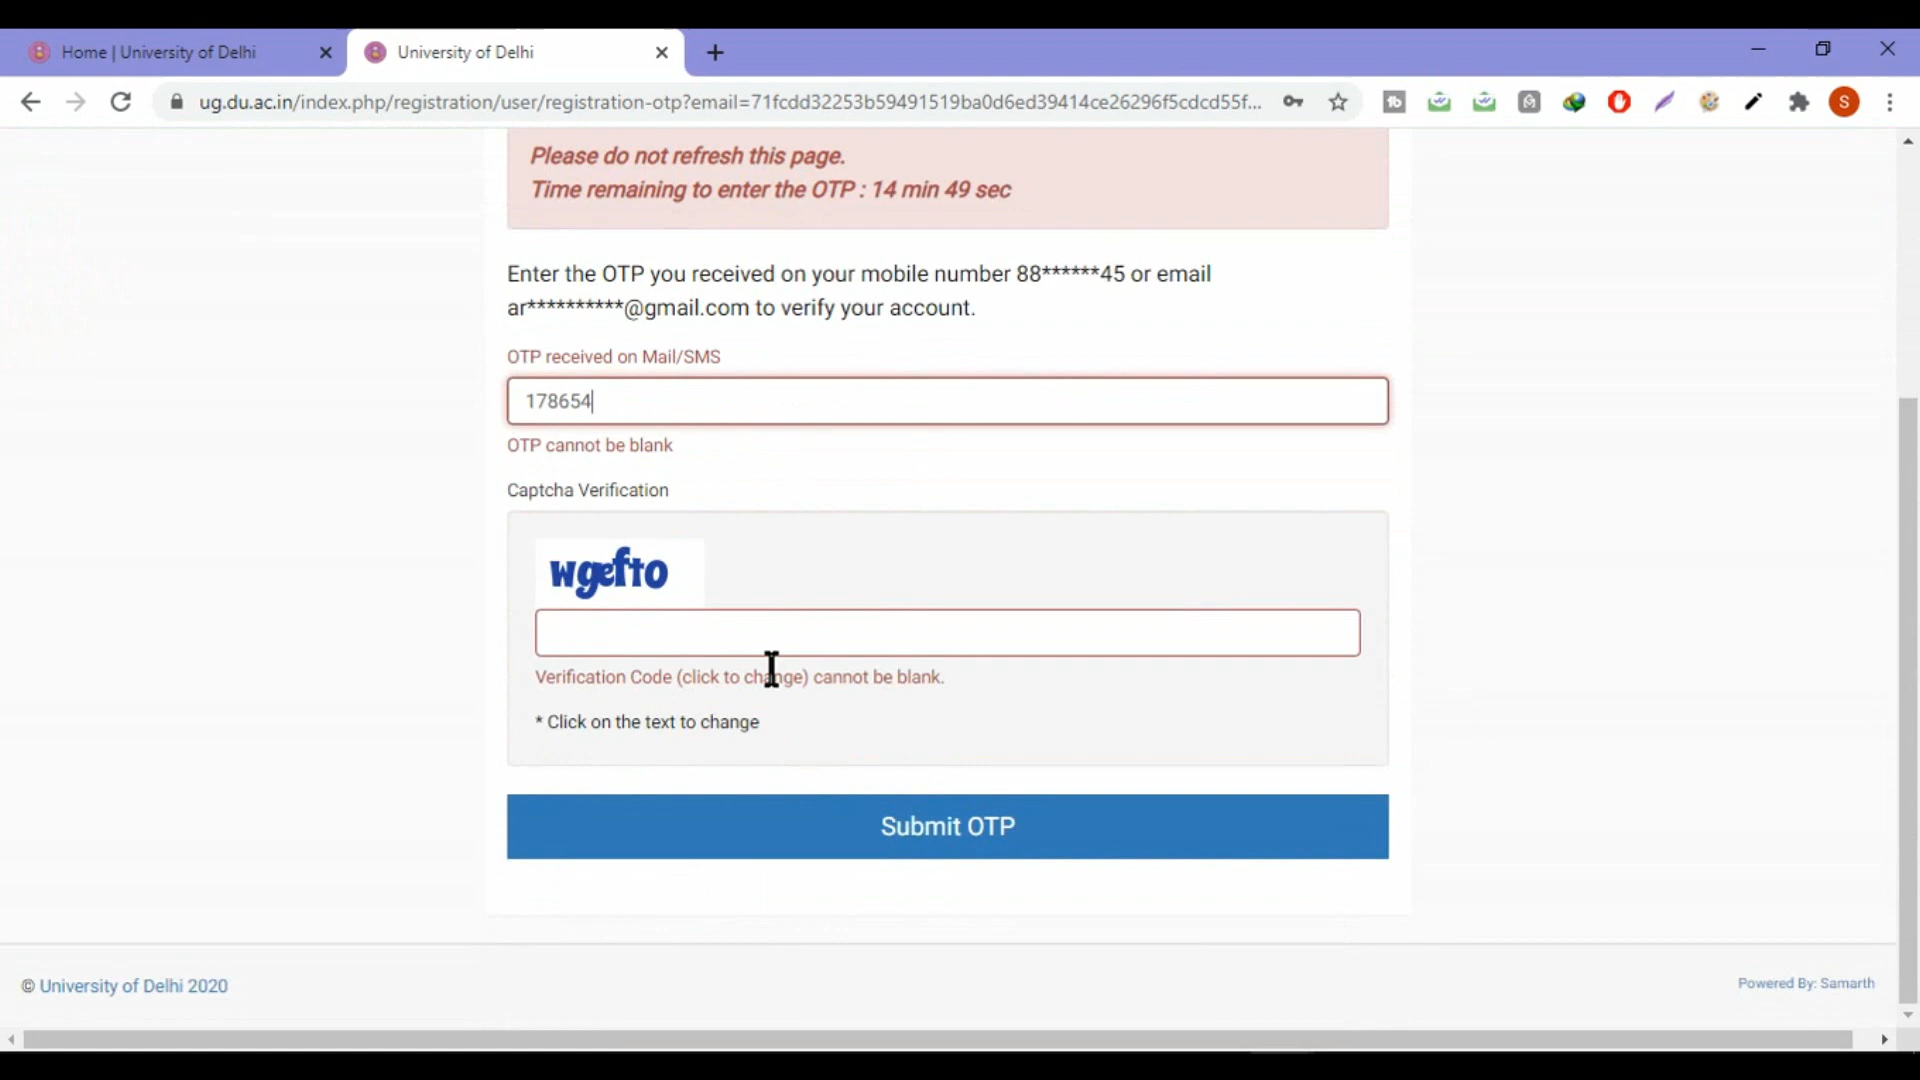 Home | University of Delhi
University of Delhi
ug.du.ac.in/index.php/registration/user/registration-otp?email=71fcdd32253b59491519ba0d6ed39414ce26296f5cdcd55f...
S
Please do not refresh this page.
Time remaining to enter the OTP : 14 min 49 sec
Enter the OTP you received on your mobile number 88******45 or email
ar**********@gmail.com to verify your account.
OTP received on Mail/SMS
178654
OTP cannot be blank
Captcha Verification
wgefto
Verification Code (click to change) cannot be blank.
* Click on the text to change
Submit OTP
© University of Delhi 2020
Powered By: Samarth